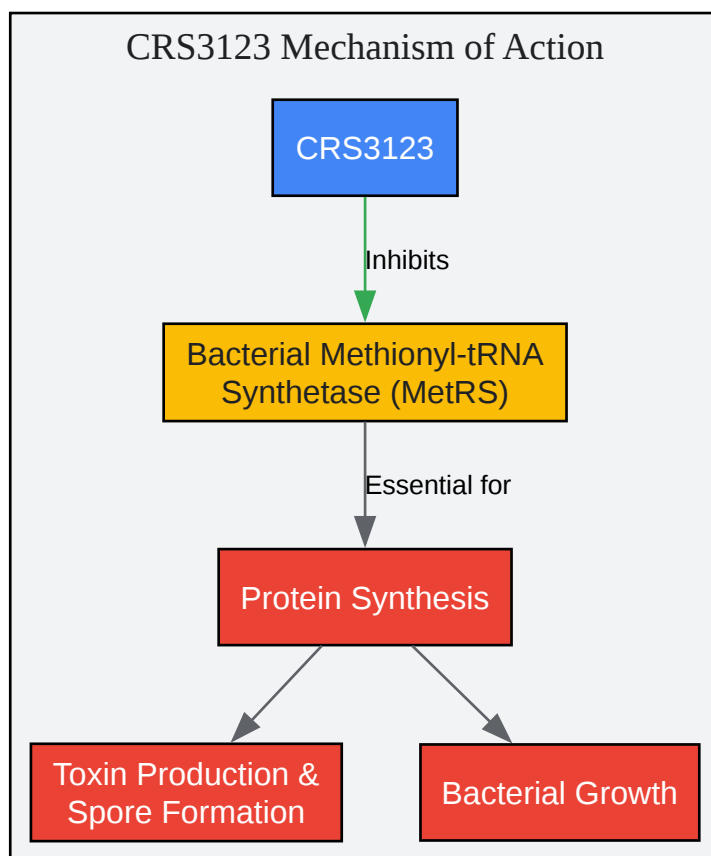 CRS3123 Mechanism of Action
CRS3123
Inhibits
Bacterial Methionyl-tRNA
Synthetase (MetRS)
Essential for
Protein Synthesis
Toxin Production &
Spore Formation
Bacterial Growth